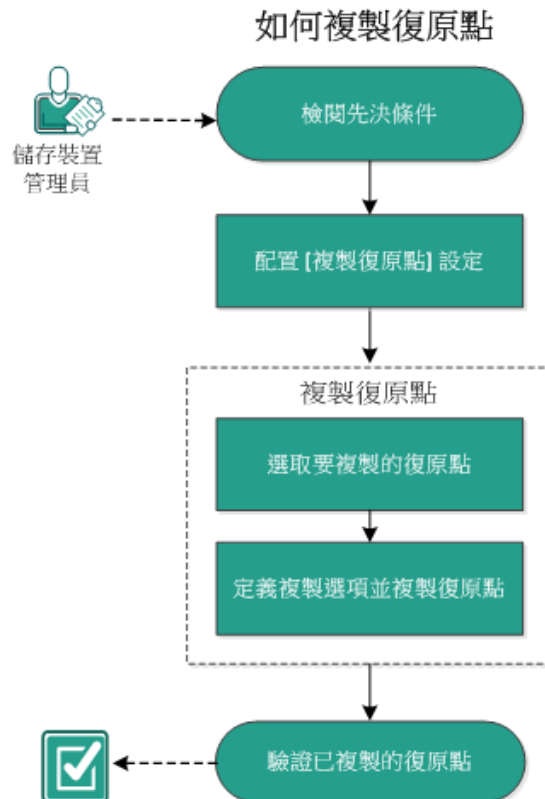 如何複製復原點
檢閱先決條件
儲存裝置
管理員
配置 [複製復原點] 設定
複製復原點
選取要複製的復原點
定義複製選項並複製復原點
驗證已複製的復原點